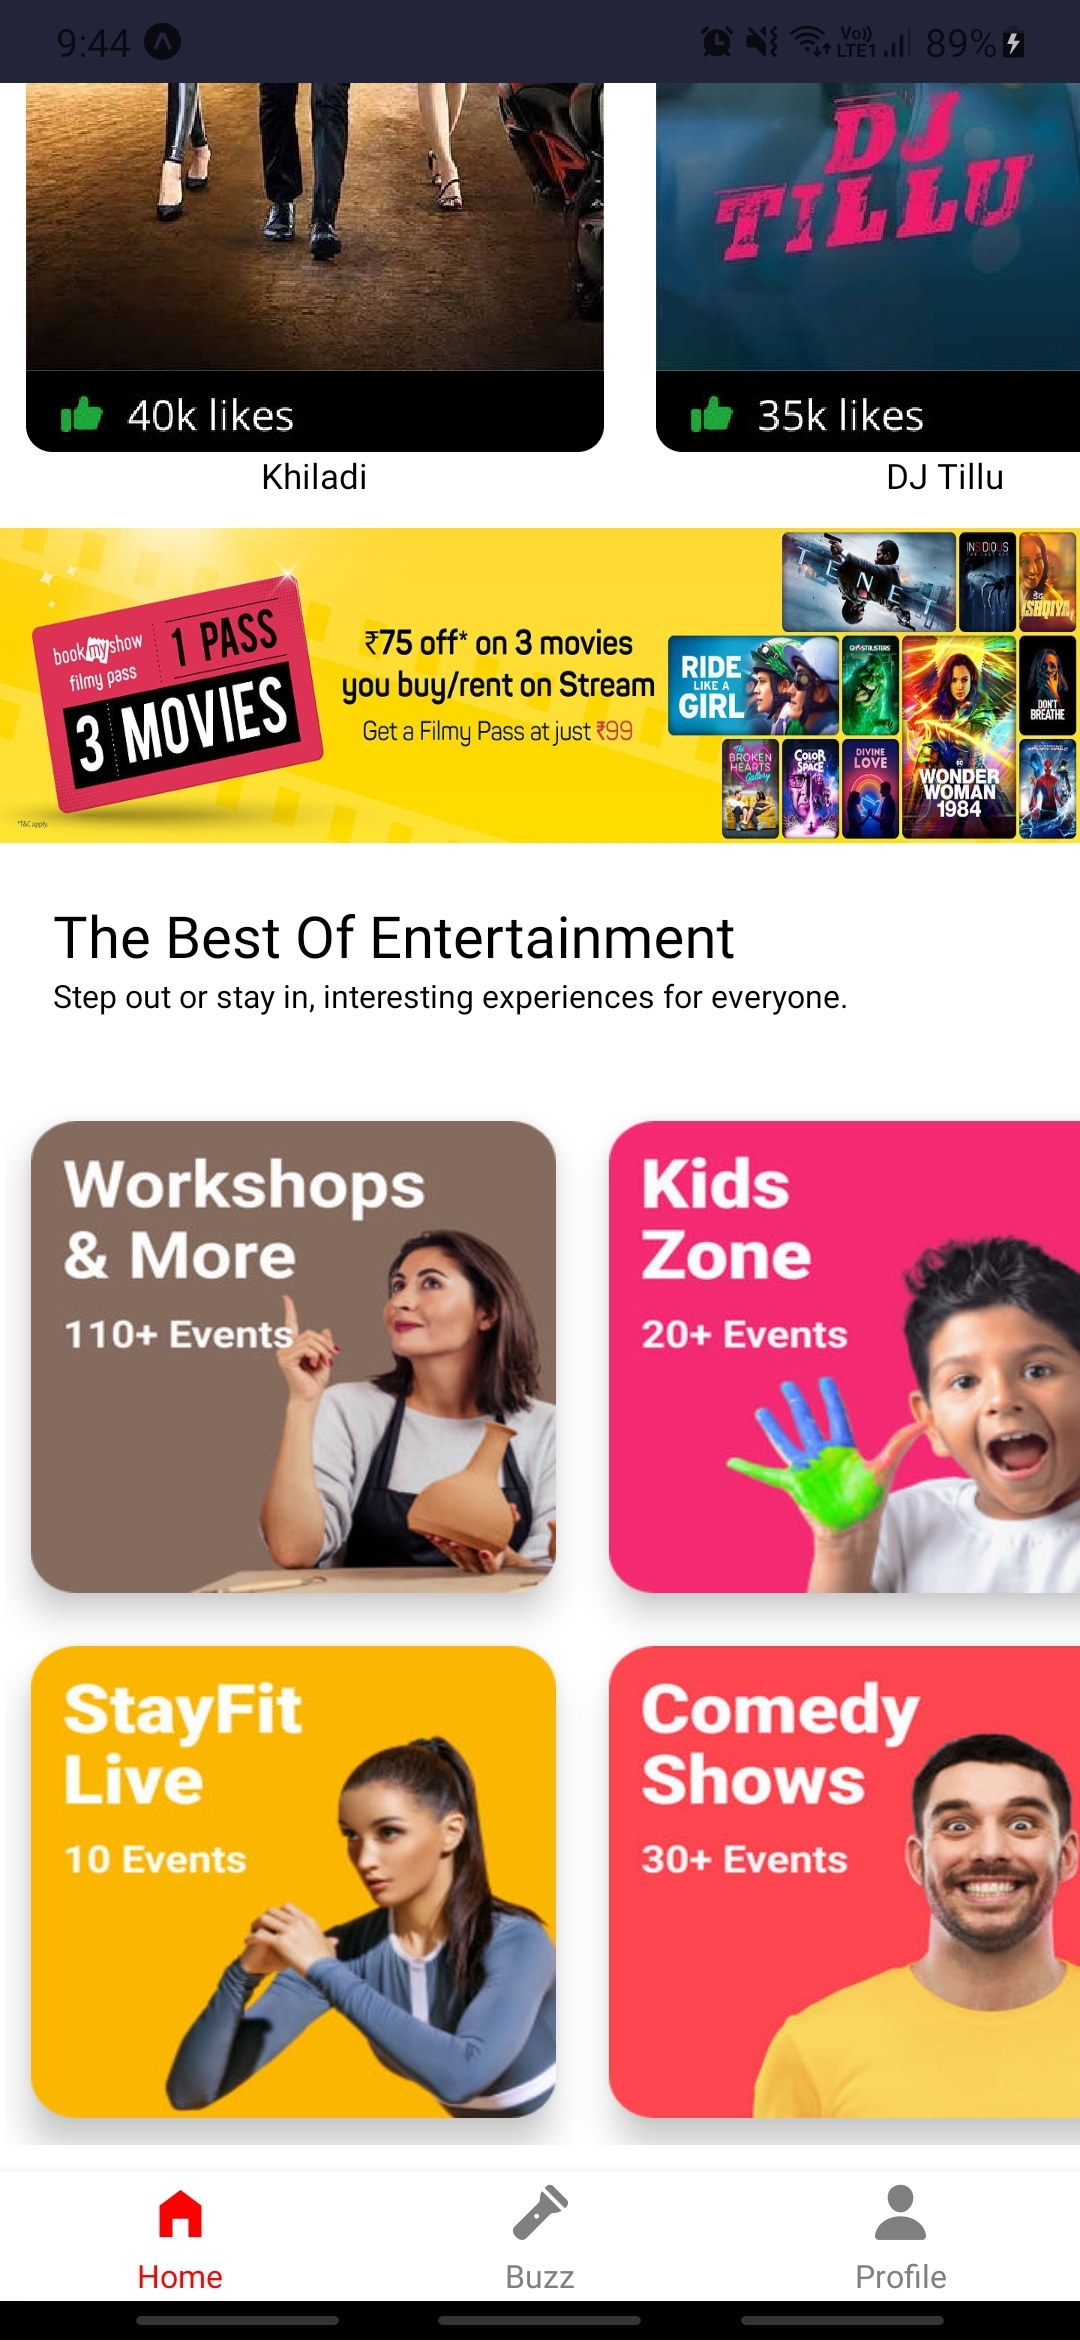 9:44
Vo))
LTE1
89%
DJ
TILLU
40k likes
35k likes
Khiladi
DJ Tillu
bookmyshow
filmy pass
1 PASS
3 MOVIES
*T&C apply.
₹75 off* on 3 movies
you buy/rent on Stream
Get a Filmy Pass at just ₹99
TENET
INSIDIOUS
ISHQIYA
RIDE
LIKE A
GIRL
GHOSTBUSTERS
DON'T
BREATHE
The
BROKEN
HEARTS
Gallery
COLOR
SPACE
DIVINE
LOVE
WONDER
WOMAN
1984
The Best Of Entertainment
Step out or stay in, interesting experiences for everyone.
Workshops
& More
110+ Events
Kids
Zone
20+ Events
StayFit
Live
10 Events
Comedy
Shows
30+ Events
Home
Buzz
Profile